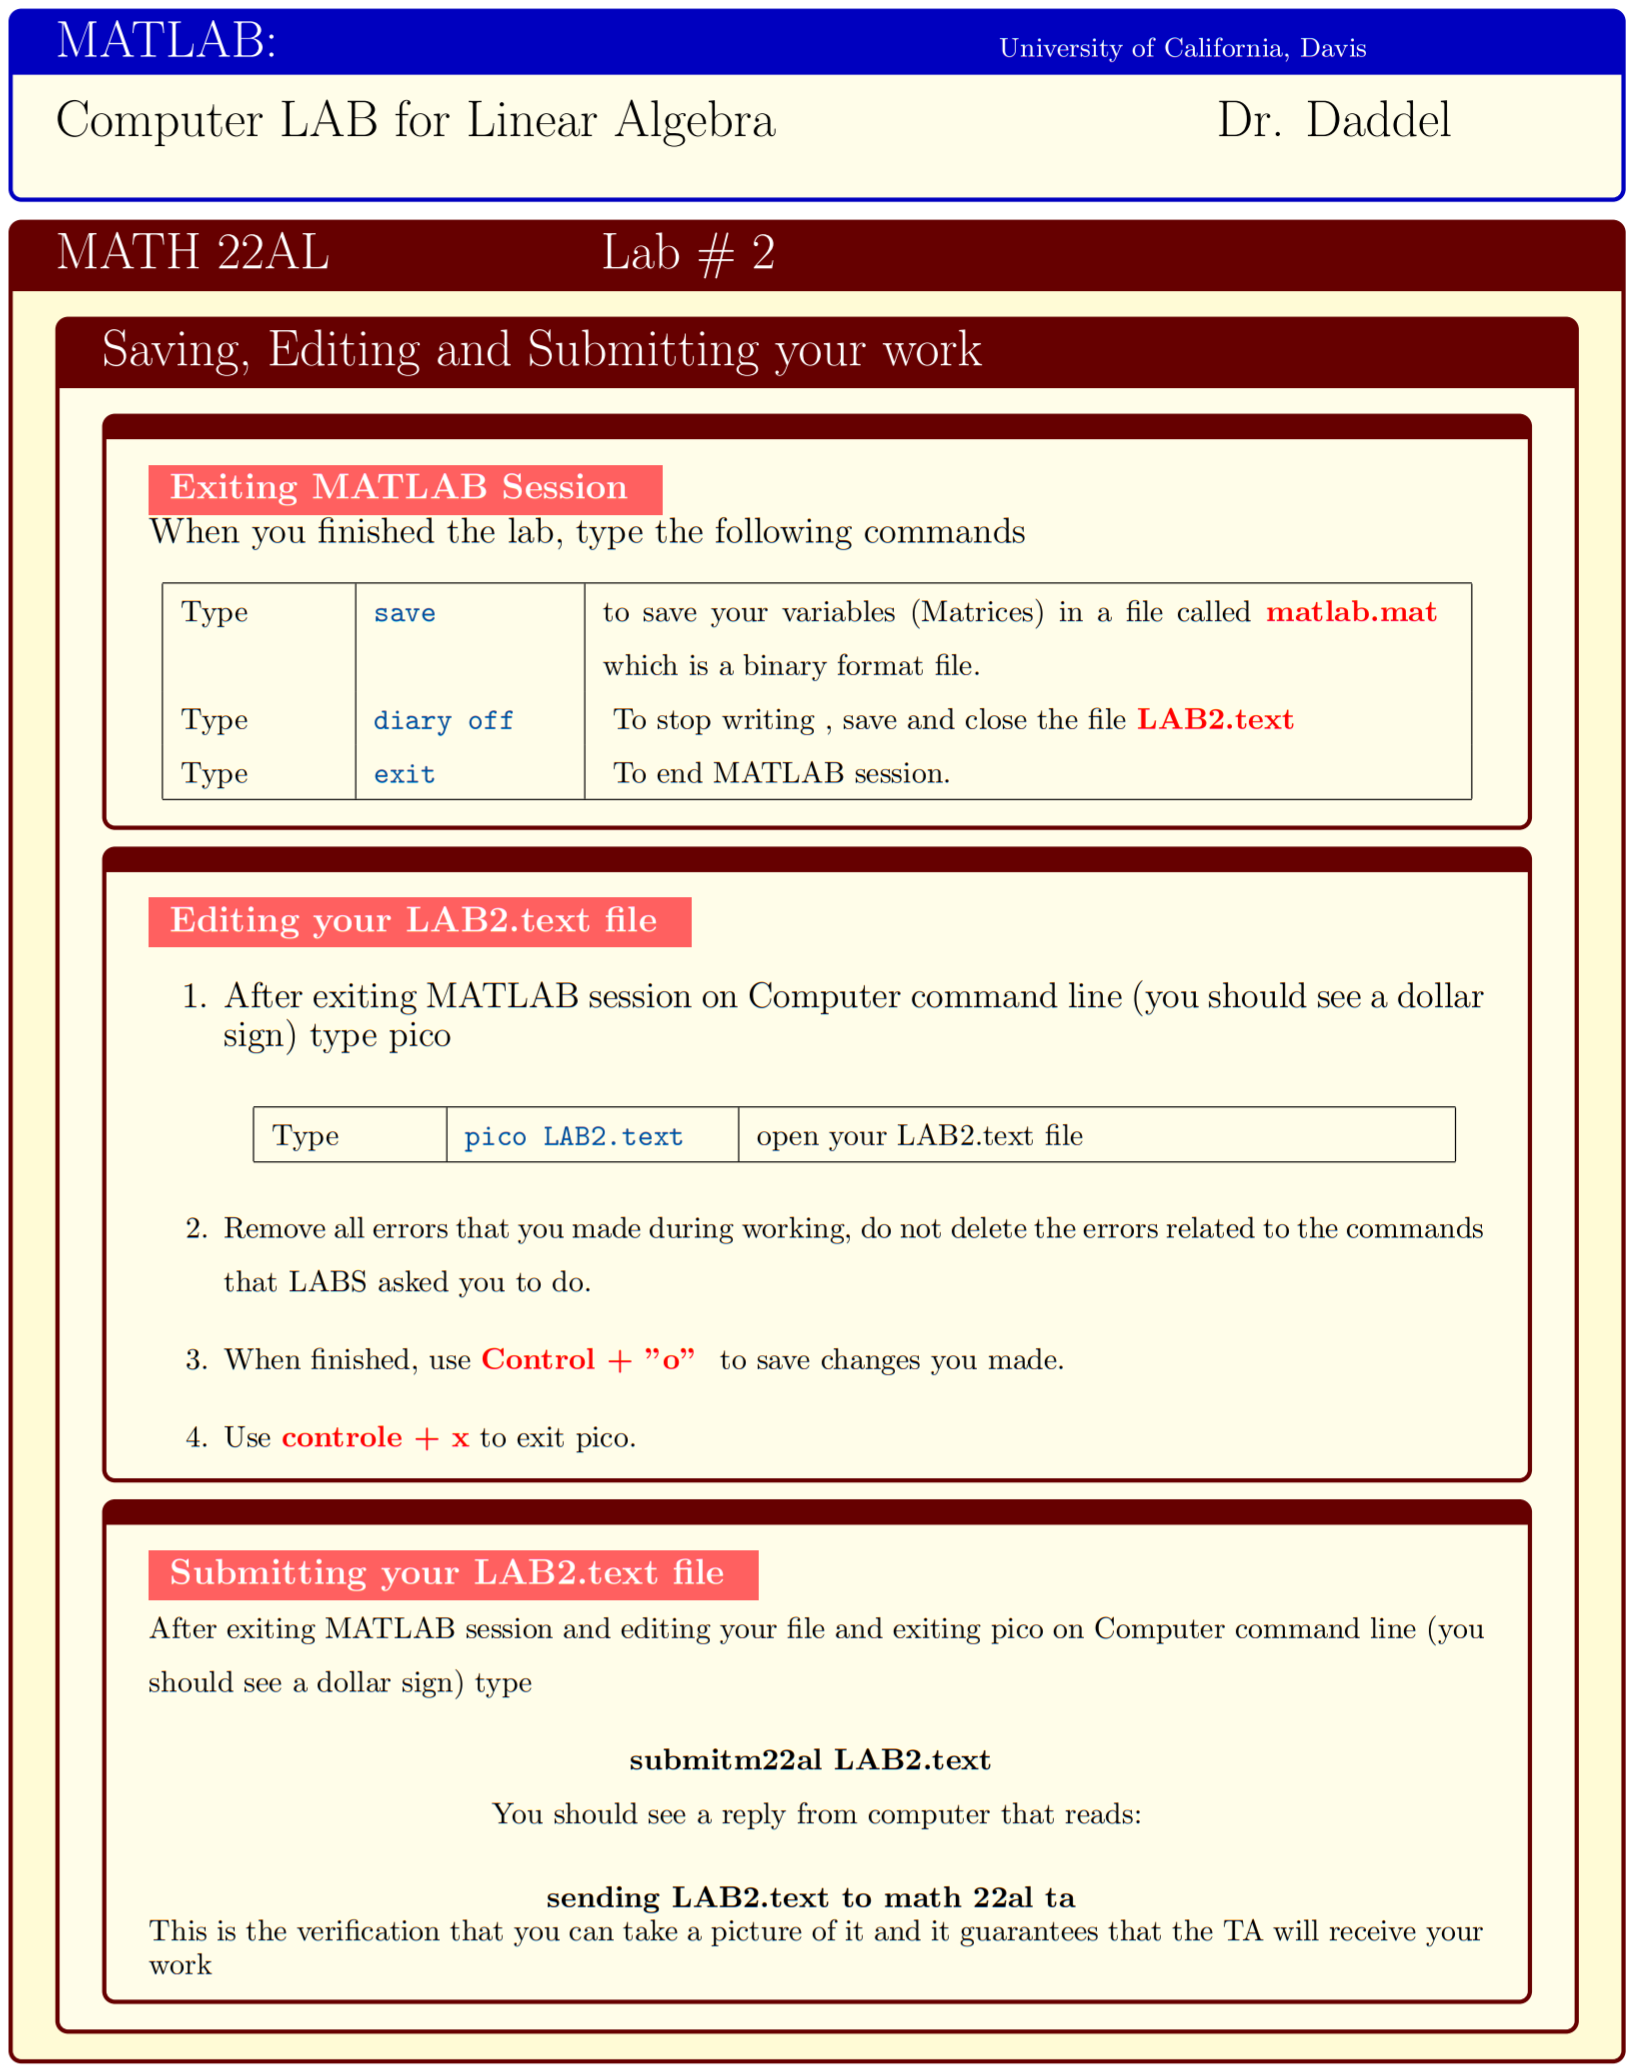 MATLAB: University of California, Davis
Computer LAB for Linear Algebra Dr. Daddel
MATH 22AL Lab # 2
Saving, Editing and Submitting your work
Exiting MATLAB Session
When you finished the lab, type the following commands
Type save to save your variables (Matrices) in a file called matlab.mat
which is a binary format file.
Type diary off To stop writing , save and close the file LAB2.text
Type exit To end MATLAB session.
Editing your LAB2.text file
1. After exiting MATLAB session on Computer command line (you should see a dollar
sign) type pico
Type pico LAB2.text open your LAB2.text file
2. Remove all errors that you made during working, do not delete the errors related to the commands
that LABS asked you to do.
3. When finished, use Control + ”o” to save changes you made.
4. Use controle + x to exit pico.
Submitting your LAB2.text file
After exiting MATLAB session and editing your file and exiting pico on Computer command line (you
should see a dollar sign) type
submitm22al LAB2.text
You should see a reply from computer that reads:
sending LAB2.text to math 22al ta
This is the verification that you can take a picture of it and it guarantees that the TA will receive your
work